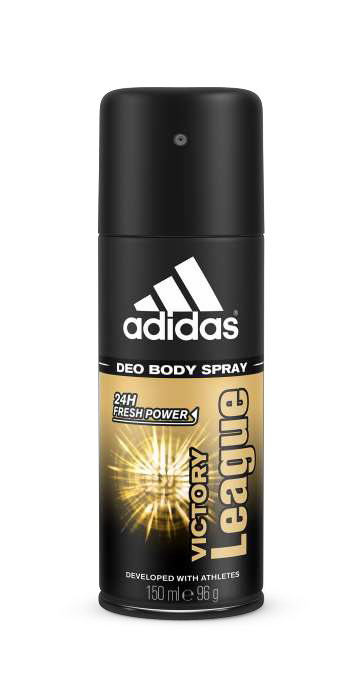 adidas®
DEO BODY SPRAY
24H
FRESH POWER
VICTORY
League
DEVELOPED WITH ATHLETES
150 ml ℮ 96 g